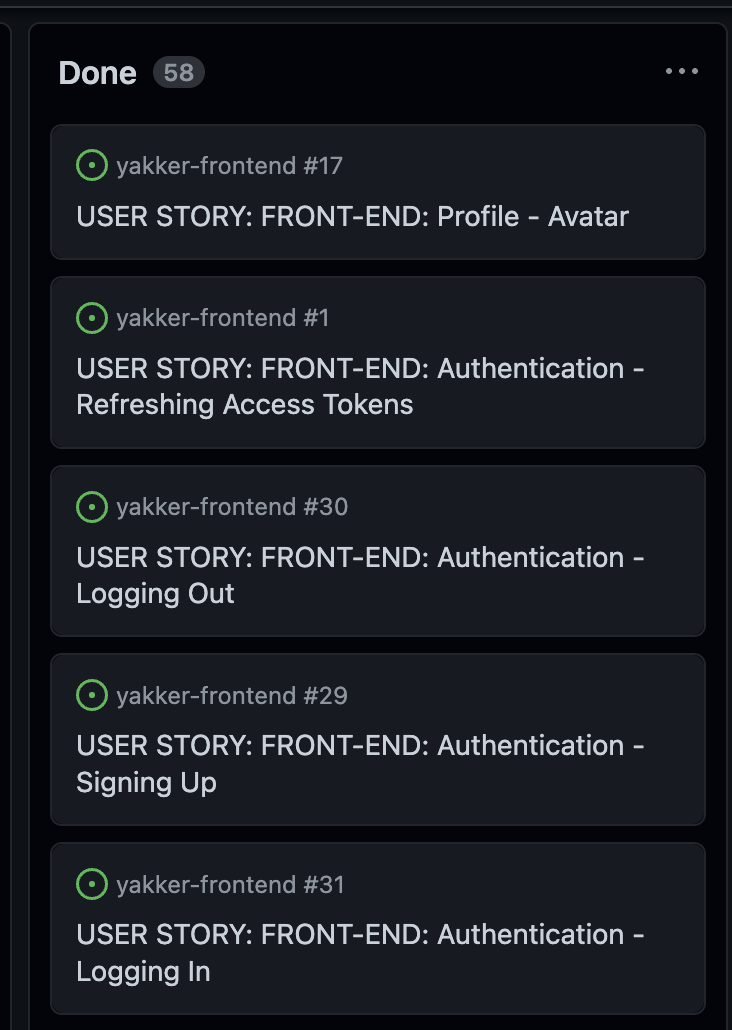 Done 58
yakker-frontend #17
USER STORY: FRONT-END: Profile - Avatar
yakker-frontend #1
USER STORY: FRONT-END: Authentication -
Refreshing Access Tokens
yakker-frontend #30
USER STORY: FRONT-END: Authentication -
Logging Out
yakker-frontend #29
USER STORY: FRONT-END: Authentication -
Signing Up
yakker-frontend #31
USER STORY: FRONT-END: Authentication -
Logging In